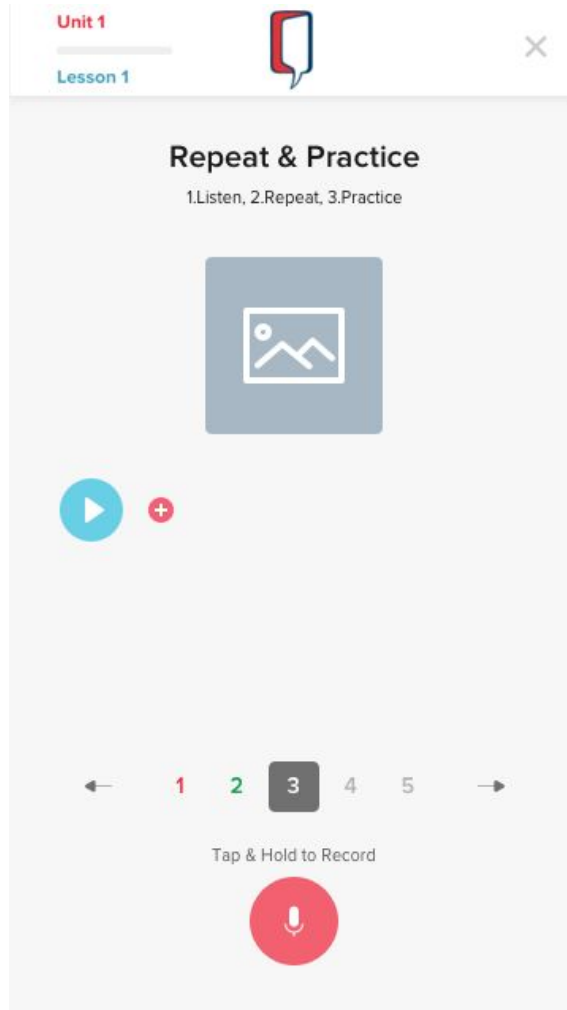 Unit 1
Lesson 1
Repeat & Practice
1.Listen, 2.Repeat, 3.Practice
1 2 3 4 5
Tap & Hold to Record